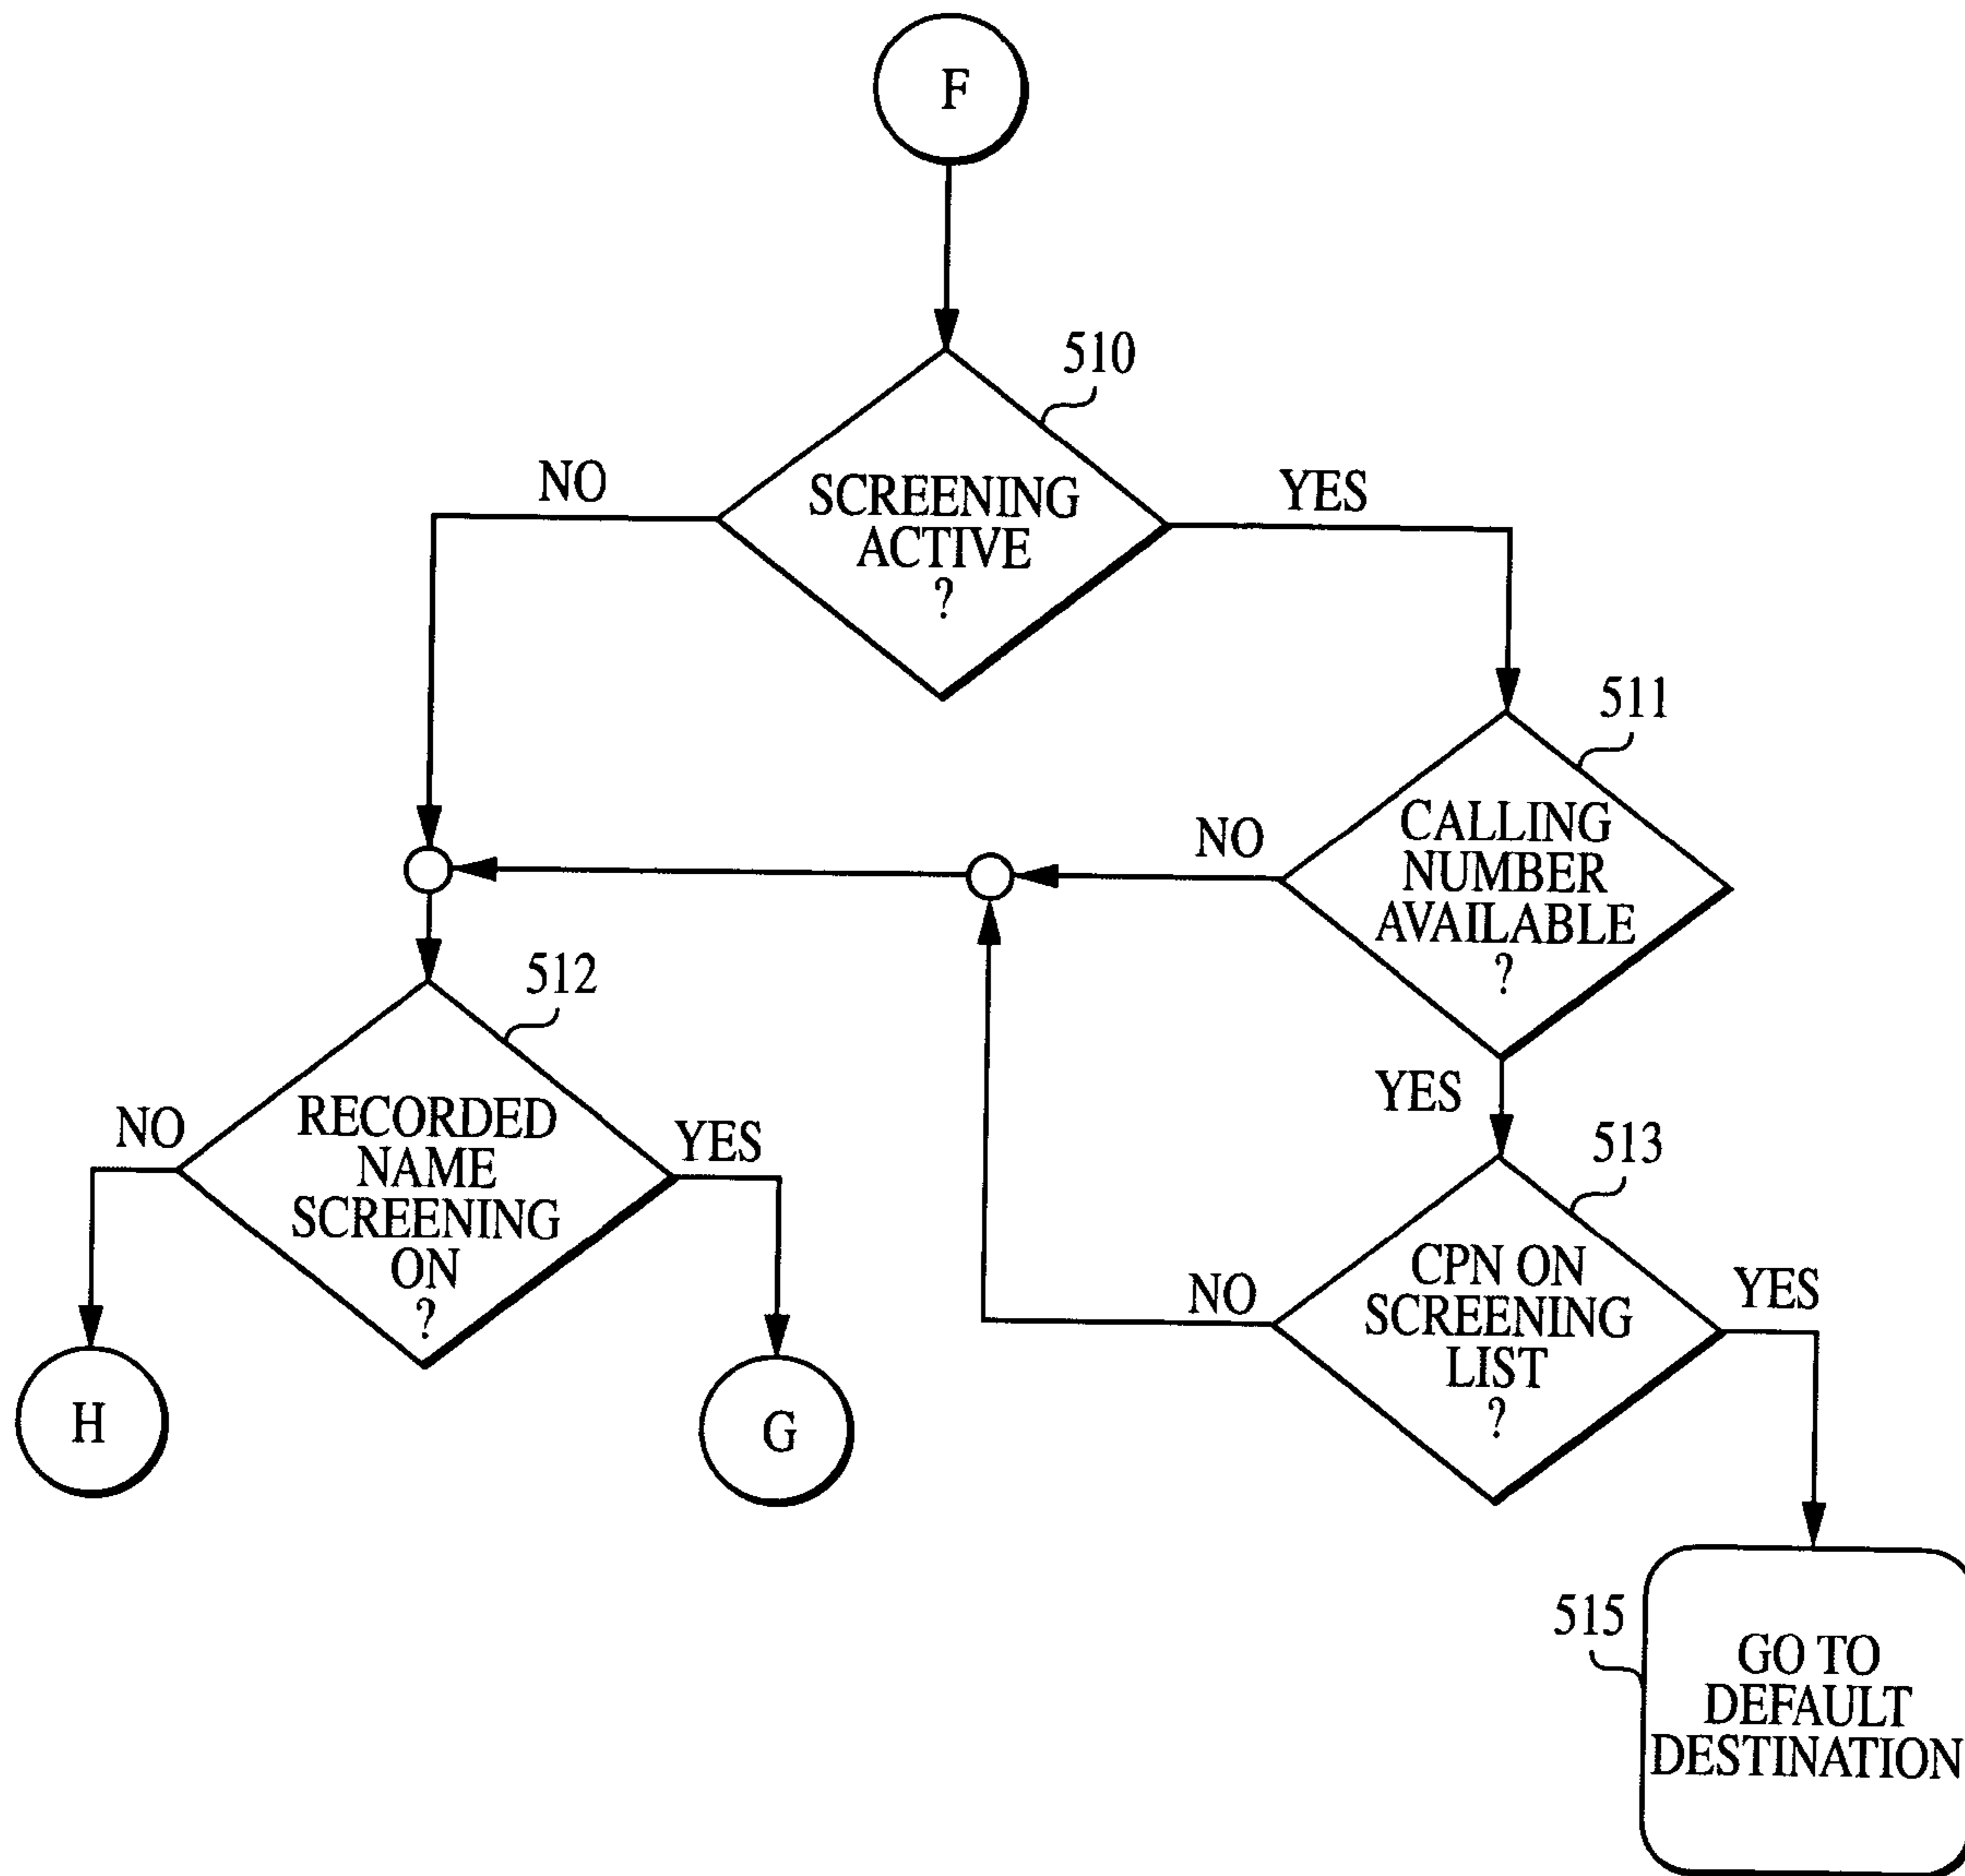 F
510
NO
SCREENING
ACTIVE
?
YES
511
NO
CALLING
NUMBER
AVAILABLE
?
YES
512
NO
RECORDED
NAME
SCREENING
ON
?
YES
513
NO
CPN ON
SCREENING
LIST
?
YES
H
G
515
GO TO
DEFAULT
DESTINATION